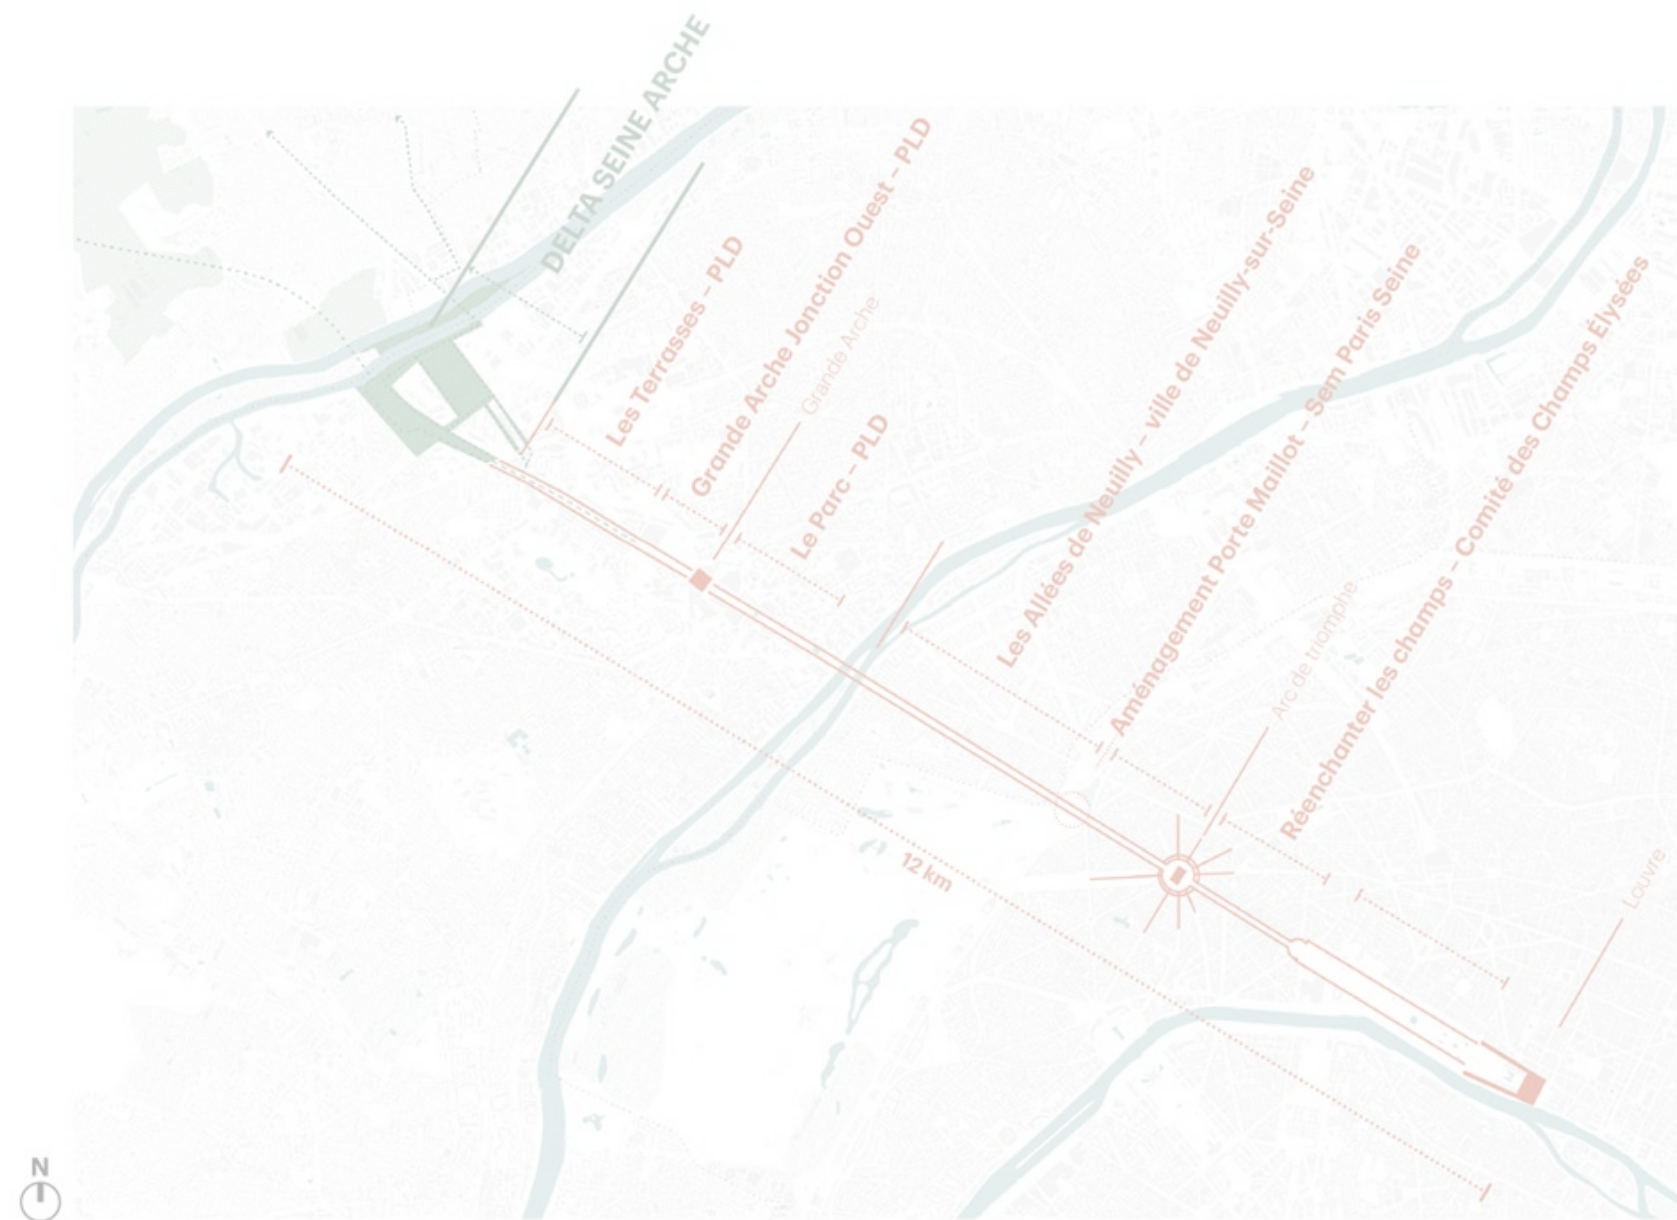 DELTA SEINE ARCHE
Les Terrasses – PLD
Grande Arche Jonction Ouest – PLD
Grande Arche
Le Parc – PLD
Les Allées de Neuilly – ville de Neuilly-sur-Seine
Aménagement Porte Maillot – Sem Paris Seine
Arc de triomphe
Réenchanter les champs – Comité des Champs Élysées
Louvre
12 km
N